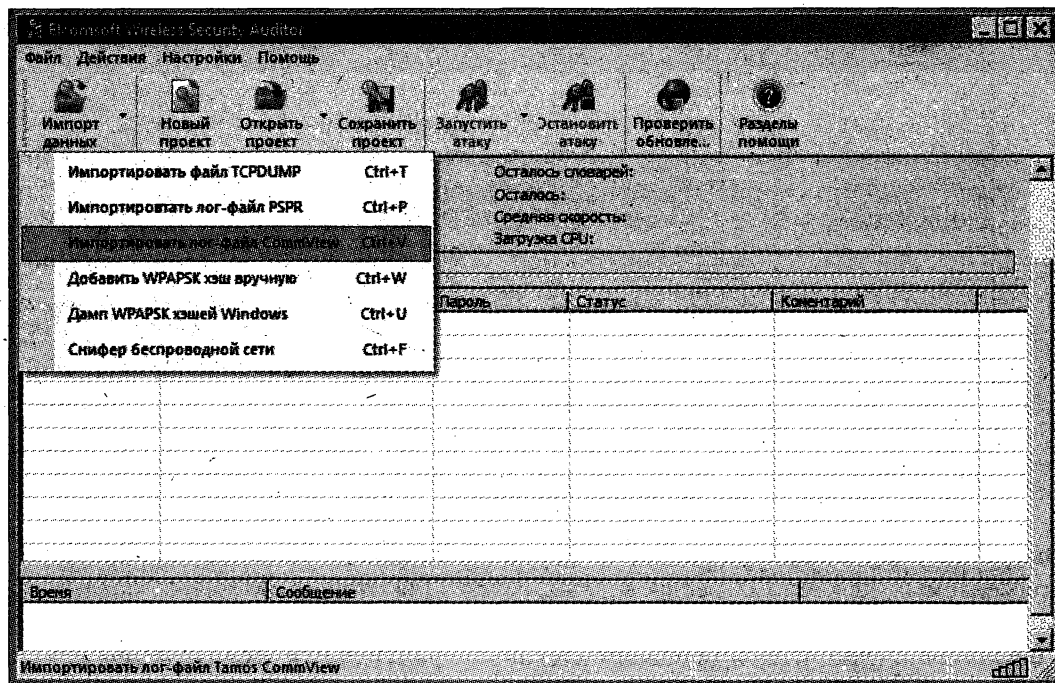 Elcomsoft Wireless Security Auditor
Файл Действия Настройки Помощь
Импорт данных
Новый проект
Открыть проект
Сохранить проект
Запустить атаку
Остановить атаку
Проверить обновле...
Разделы помощи
Импортировать файл TCPDUMP Ctrl+T
Импортировтать лог-файл PSPR Ctrl+P
Импортировать лог-файл CommView Ctrl+V
Добавить WPAPSK хэш вручную Ctrl+W
Дамп WPAPSK хэшей Windows Ctrl+U
Снифер беспроводной сети Ctrl+F
Осталось словарей:
Осталось:
Средняя скорость:
Загрузка CPU:
Пароль Статус Коментарий
Время Сообщение
Импортировать лог-файл Tamos CommView